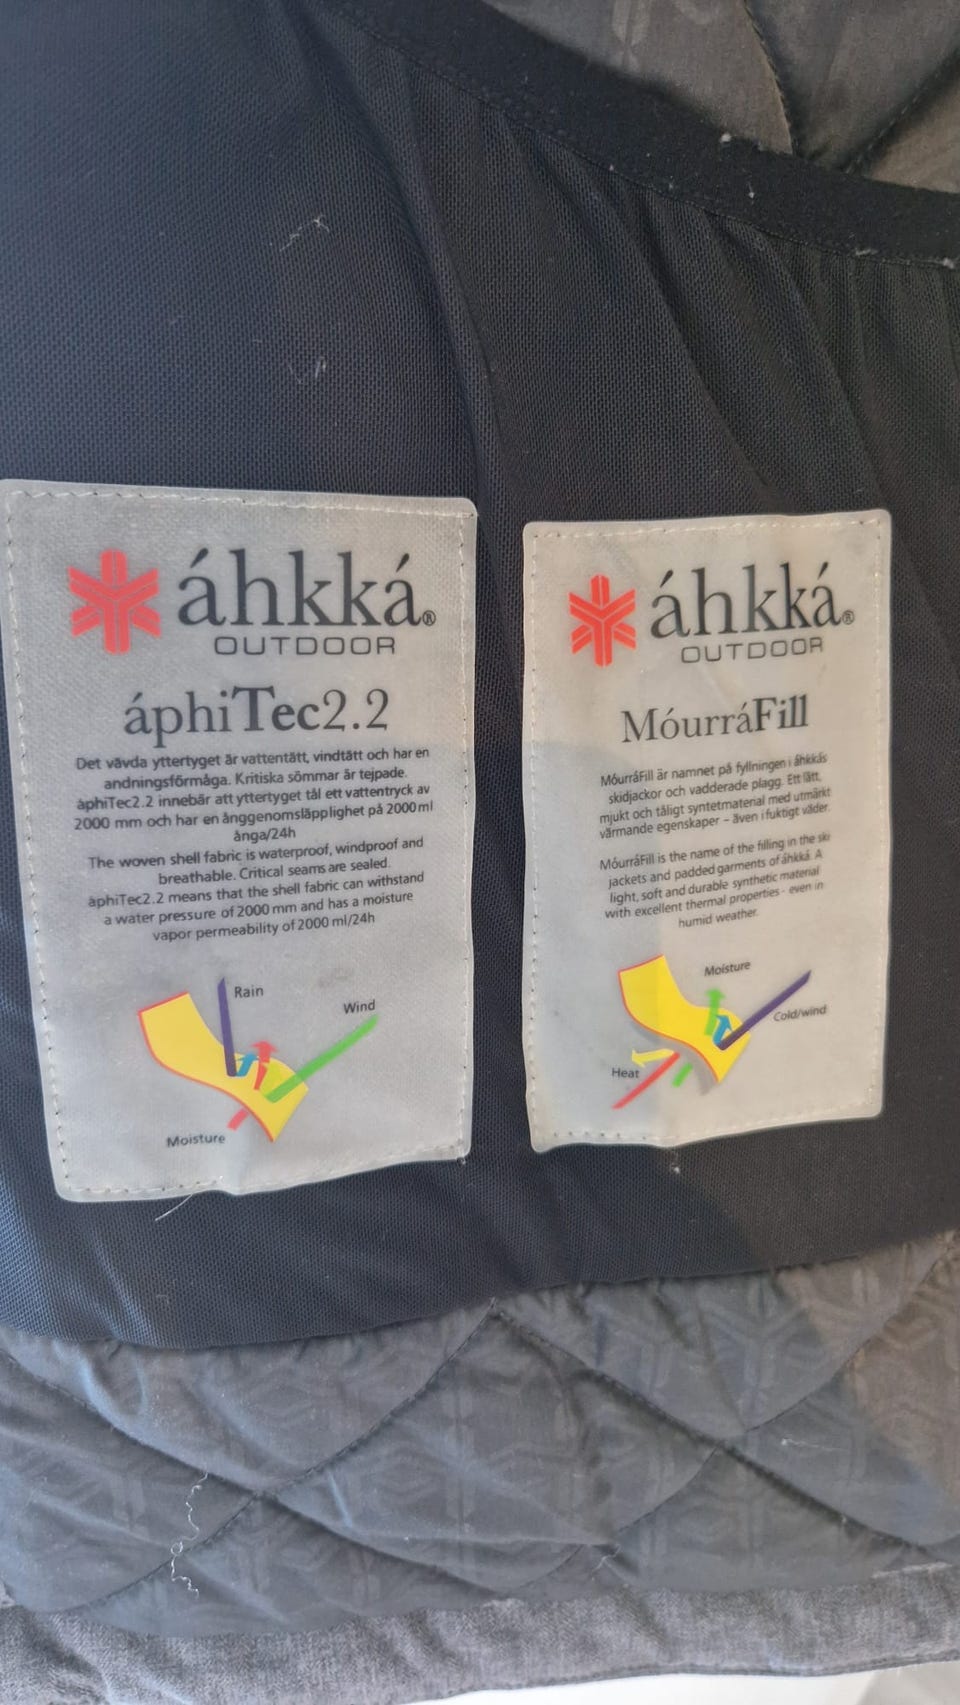 áhkká®
OUTDOOR
áphiTec2.2
Det vävda yttertyget är vattentätt, vindtätt och har en
andningsförmåga. Kritiska sömmar är tejpade.
áphiTec2.2 innebär att yttertyget tål ett vattentryck av
2000 mm och har en ånggenomsläpplighet på 2000 ml
ånga/24h
The woven shell fabric is waterproof, windproof and
breathable. Critical seams are sealed.
áphiTec2.2 means that the shell fabric can withstand
a water pressure of 2000 mm and has a moisture
vapor permeability of 2000 ml/24h
Rain
Wind
Moisture
áhkká®
OUTDOOR
MóurráFill
MóurráFill är namnet på fyllningen i áhkkás
skidjackor och vadderade plagg. Ett lätt,
mjukt och tåligt syntetmaterial med utmärkt
värmande egenskaper – även i fuktigt väder.
MóurráFill is the name of the filling in the ski
jackets and padded garments of áhkká. A
light, soft and durable synthetic material
with excellent thermal properties - even in
humid weather.
Moisture
Cold/wind
Heat